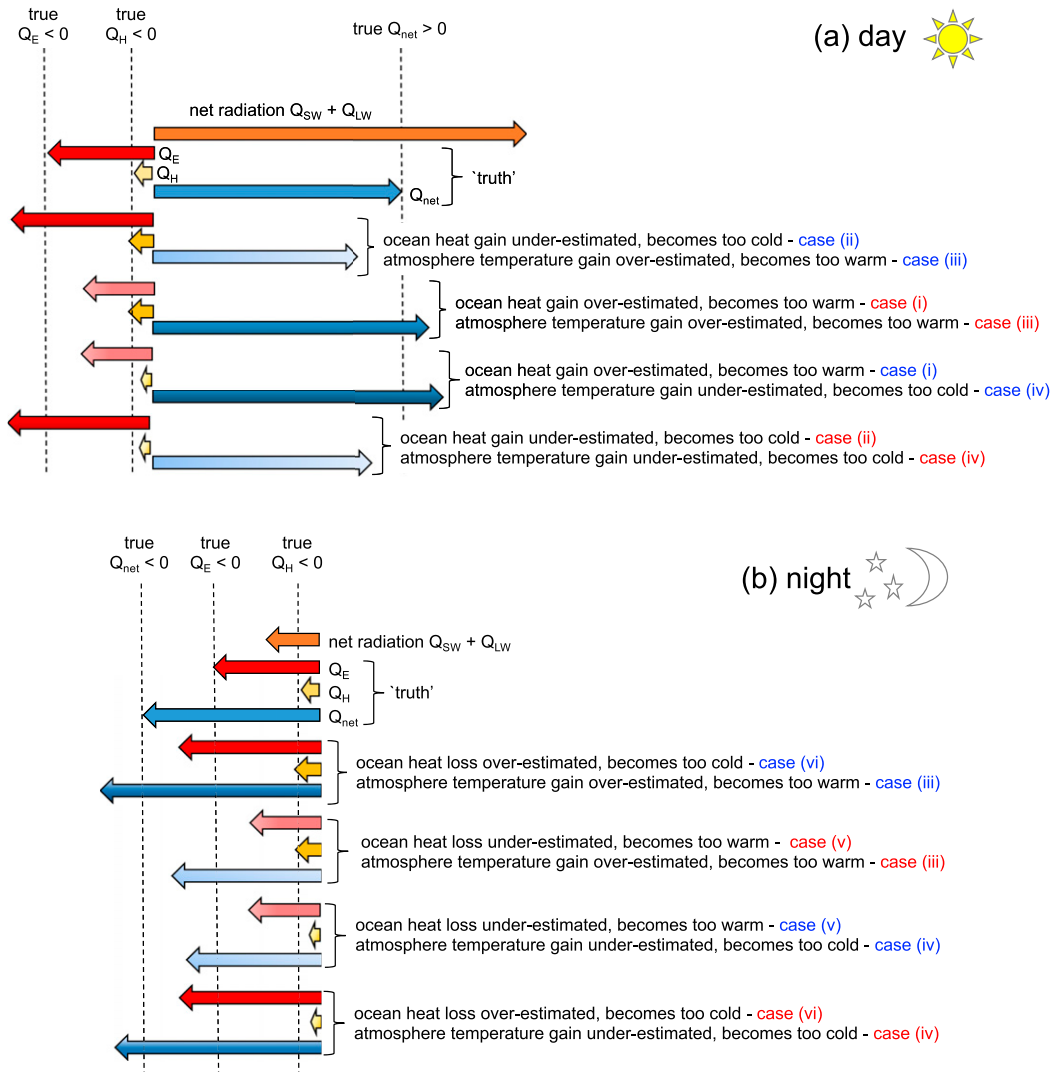 true
Q_E < 0
true
Q_H < 0
true Q_net > 0
(a) day
net radiation Q_SW + Q_LW
Q_E
Q_H
`truth'
Q_net
ocean heat gain under-estimated, becomes too cold - case (ii)
atmosphere temperature gain over-estimated, becomes too warm - case (iii)
ocean heat gain over-estimated, becomes too warm - case (i)
atmosphere temperature gain over-estimated, becomes too warm - case (iii)
ocean heat gain over-estimated, becomes too warm - case (i)
atmosphere temperature gain under-estimated, becomes too cold - case (iv)
ocean heat gain under-estimated, becomes too cold - case (ii)
atmosphere temperature gain under-estimated, becomes too cold - case (iv)
true
Q_net < 0
true
Q_E < 0
true
Q_H < 0
(b) night
net radiation Q_SW + Q_LW
Q_E
Q_H
`truth'
Q_net
ocean heat loss over-estimated, becomes too cold - case (vi)
atmosphere temperature gain over-estimated, becomes too warm - case (iii)
ocean heat loss under-estimated, becomes too warm - case (v)
atmosphere temperature gain over-estimated, becomes too warm - case (iii)
ocean heat loss under-estimated, becomes too warm - case (v)
atmosphere temperature gain under-estimated, becomes too cold - case (iv)
ocean heat loss over-estimated, becomes too cold - case (vi)
atmosphere temperature gain under-estimated, becomes too cold - case (iv)